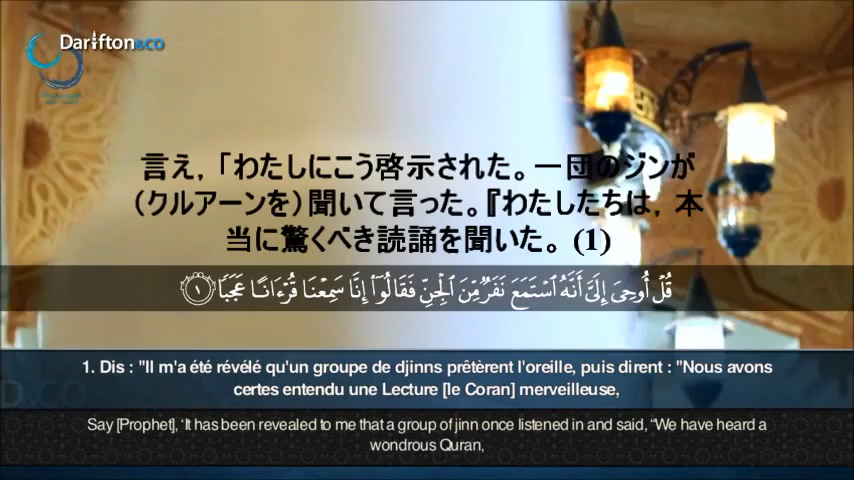 Darifton&CO
言え,「わたしにこう啓示された。一団のジンが
(クルアーンを)聞いて言った。『わたしたちは, 本
当に驚くべき読誦を聞いた。 (1)
قُلْ أُوحِىَ إِلَىَّ أَنَّهُ ٱسْتَمَعَ نَفَرٌ مِّنَ ٱلْجِنِّ فَقَالُوٓا۟ إِنَّا سَمِعْنَا قُرْءَانًا عَجَبًا ١
1. Dis : "Il m'a été révélé qu'un groupe de djinns prêtèrent l'oreille, puis dirent : "Nous avons
certes entendu une Lecture [le Coran] merveilleuse,
D.co
Say [Prophet], ‘It has been revealed to me that a group of jinn once listened in and said, “We have heard a
wondrous Quran,